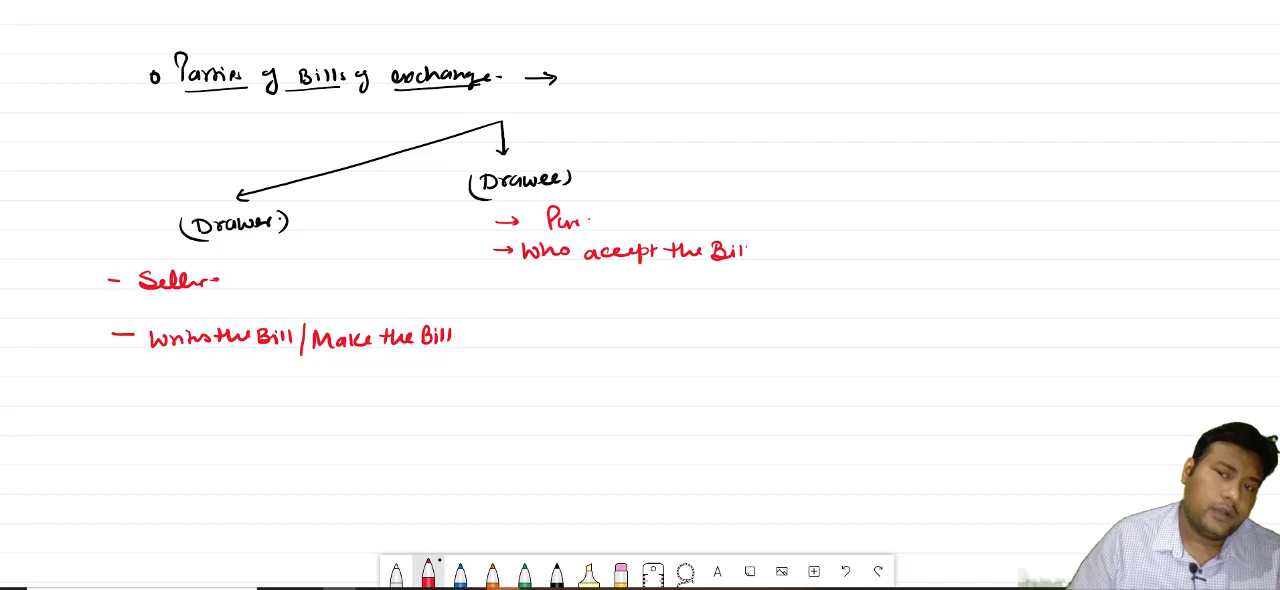 o Parties of Bills of exchange. →
(Drawee)
→ Pur.
→ Who accept the Bill
(Drawer)
- Seller
- Writes the Bill / Make the Bill
A